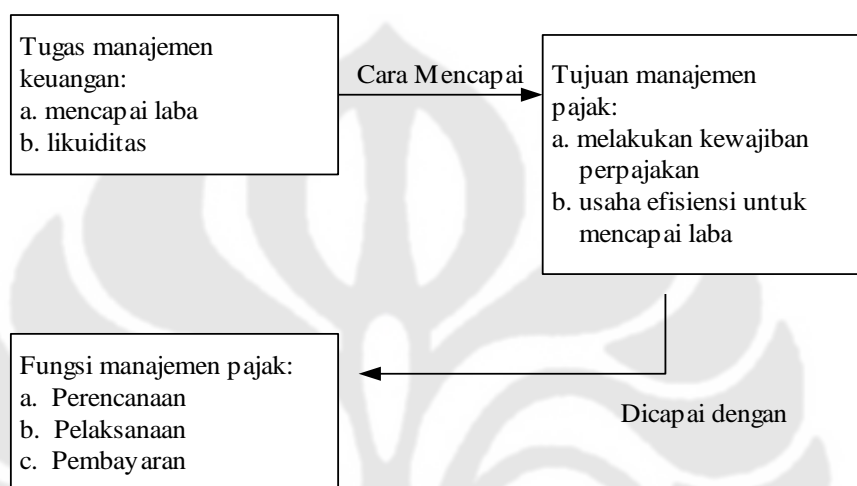 Tugas manajemen
keuangan:
a. mencapai laba
b. likuiditas
Cara Mencapai
Tujuan manajemen
pajak:
a. melakukan kewajiban
perpajakan
b. usaha efisiensi untuk
mencapai laba
Dicapai dengan
Fungsi manajemen pajak:
a. Perencanaan
b. Pelaksanaan
c. Pembayaran